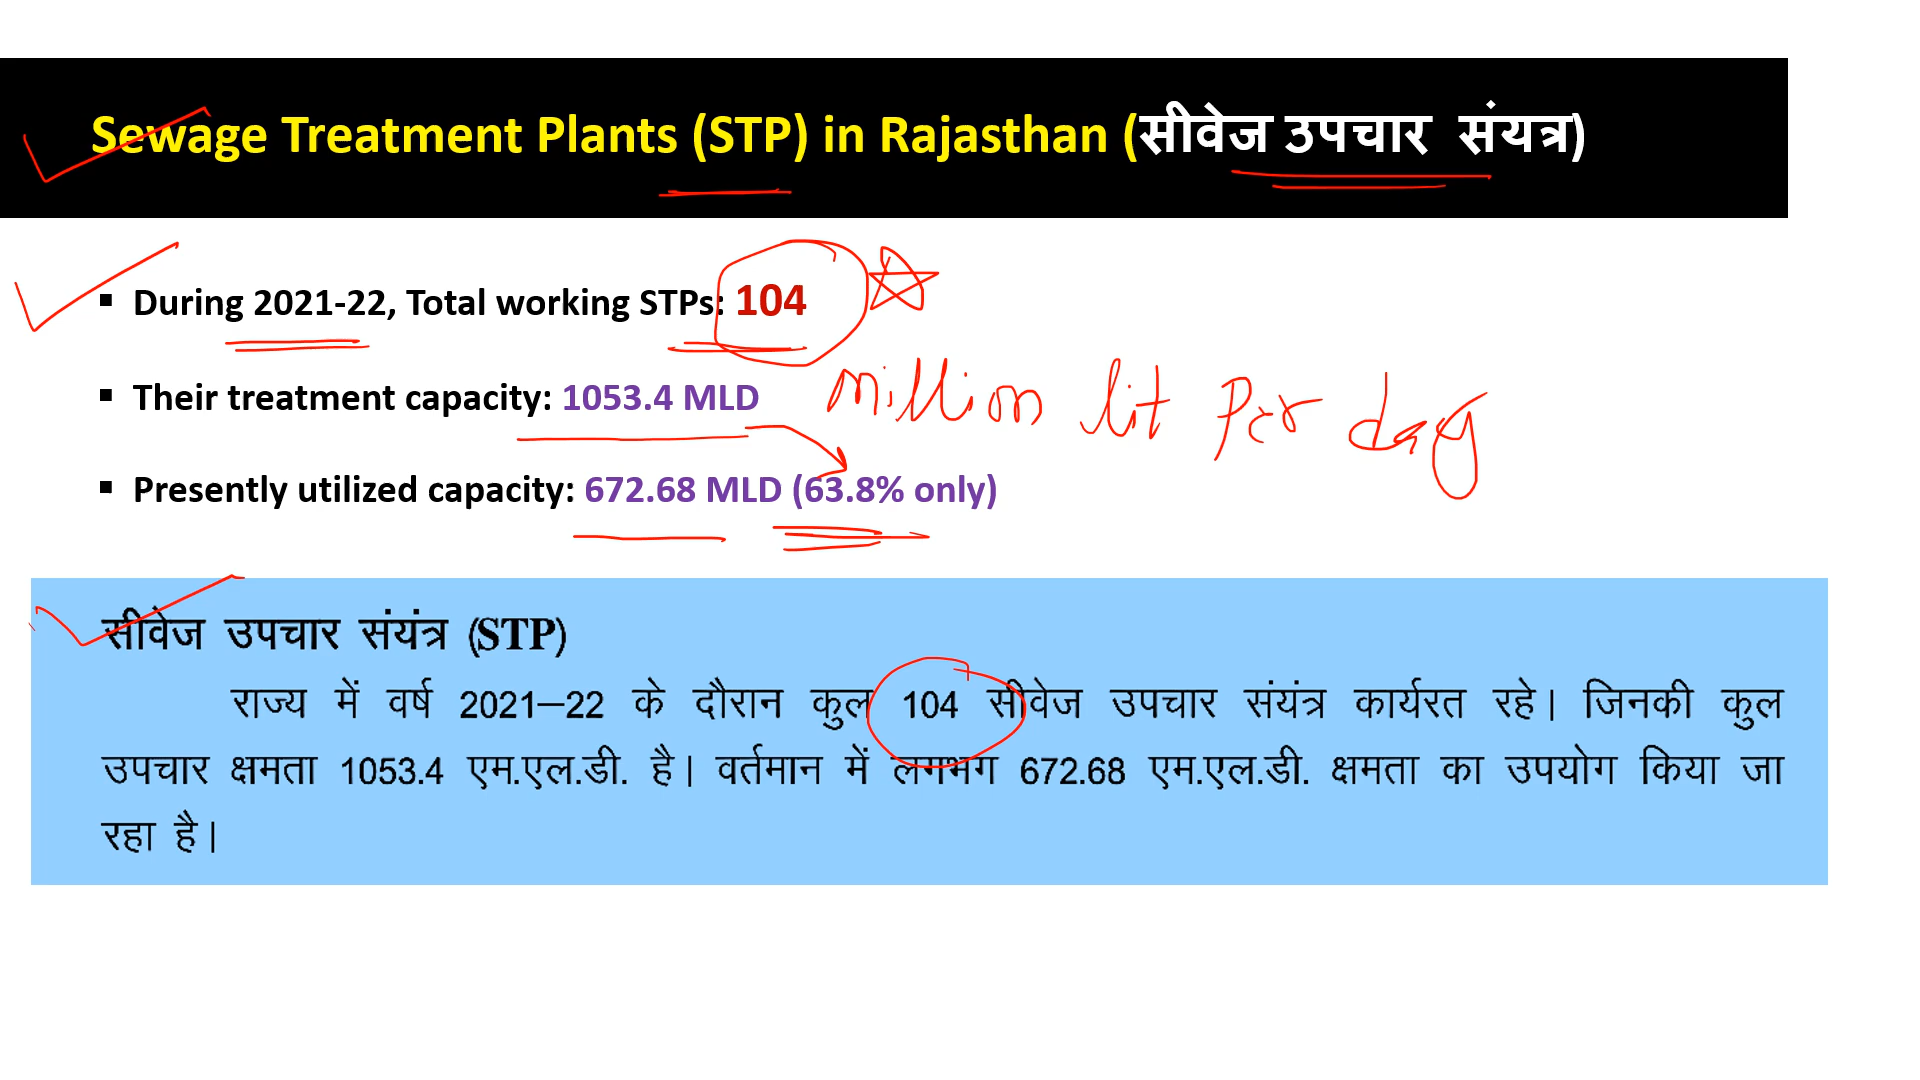 Sewage Treatment Plants (STP) in Rajasthan (सीवेज उपचार संयत्र)
▪ During 2021-22, Total working STPs: 104
▪ Their treatment capacity: 1053.4 MLD
million lit Per day
▪ Presently utilized capacity: 672.68 MLD (63.8% only)
सीवेज उपचार संयंत्र (STP)
राज्य में वर्ष 2021–22 के दौरान कुल 104 सीवेज उपचार संयंत्र कार्यरत रहे। जिनकी कुल
उपचार क्षमता 1053.4 एम.एल.डी. है। वर्तमान में लगभग 672.68 एम.एल.डी. क्षमता का उपयोग किया जा
रहा है।